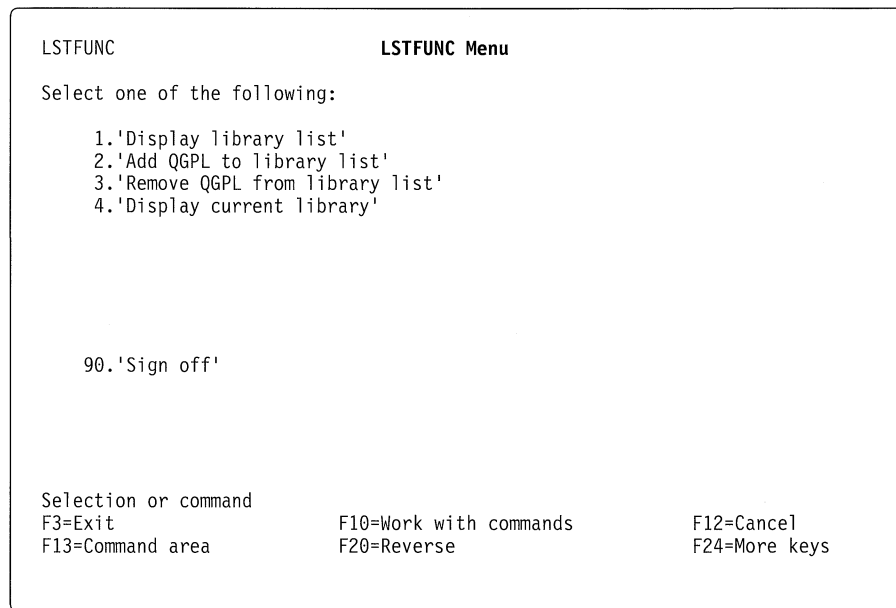 LSTFUNC LSTFUNC Menu
Select one of the following:
1.'Display library list'
2.'Add QGPL to library list'
3.'Remove QGPL from library list'
4.'Display current library'
90.'Sign off'
Selection or command
F3=Exit F10=Work with commands F12=Cancel
F13=Command area F20=Reverse F24=More keys